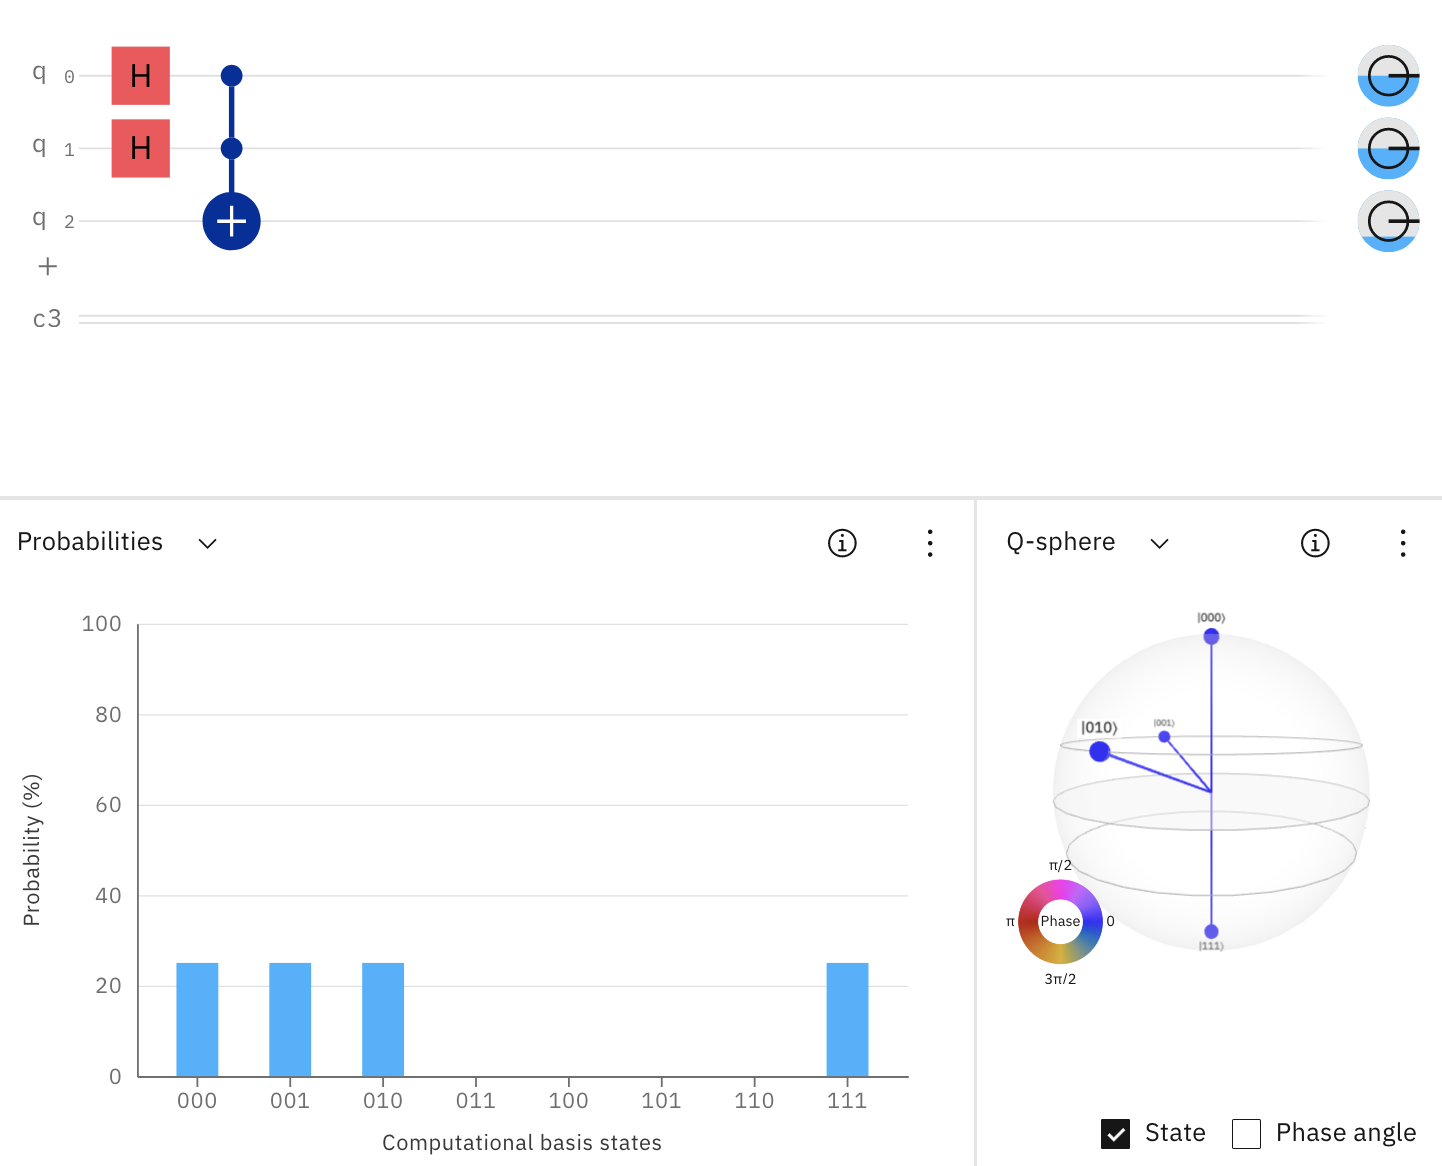 q 0 H
q 1 H
q 2
+
c3
Probabilities
Q-sphere
Probability (%)
100
80
60
40
20
0
000 001 010 011 100 101 110 111
Computational basis states
|000⟩
|010⟩ |001⟩
|111⟩
π/2
π Phase 0
3π/2
State Phase angle